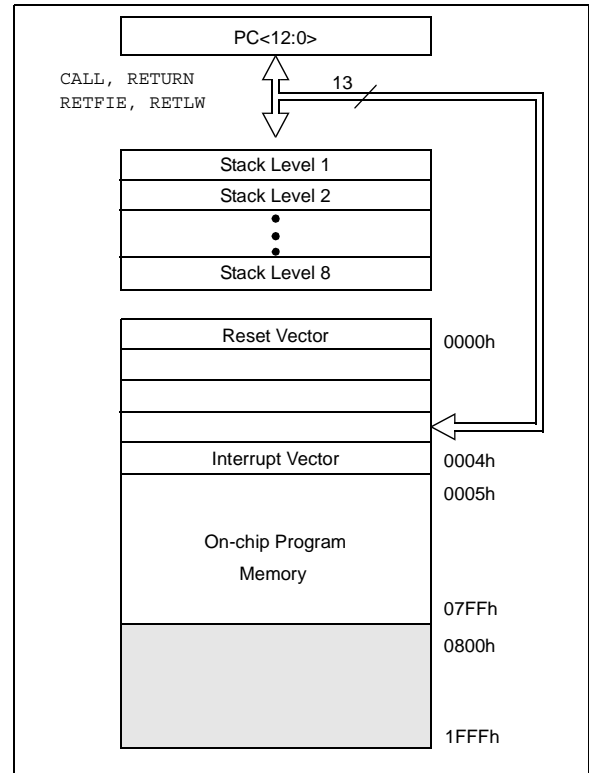 PC<12:0>
CALL, RETURN
RETFIE, RETLW
13
Stack Level 1
Stack Level 2
Stack Level 8
Reset Vector
0000h
Interrupt Vector
0004h
0005h
On-chip Program
Memory
07FFh
0800h
1FFFh